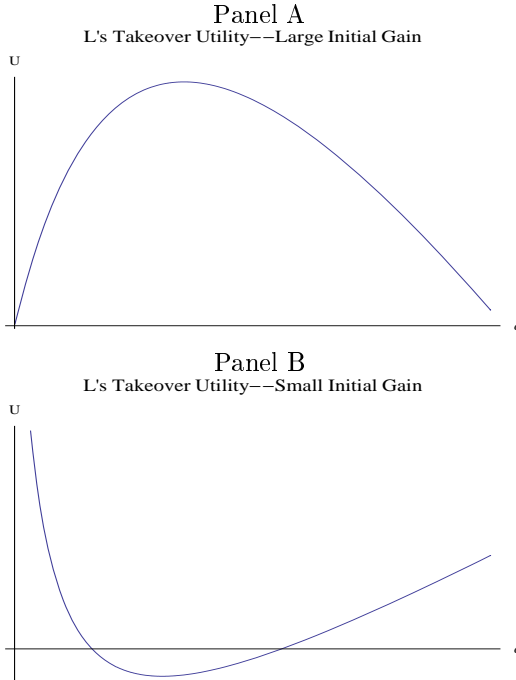 Panel A
L's Takeover Utility--Large Initial Gain
U
Panel B
L's Takeover Utility--Small Initial Gain
U